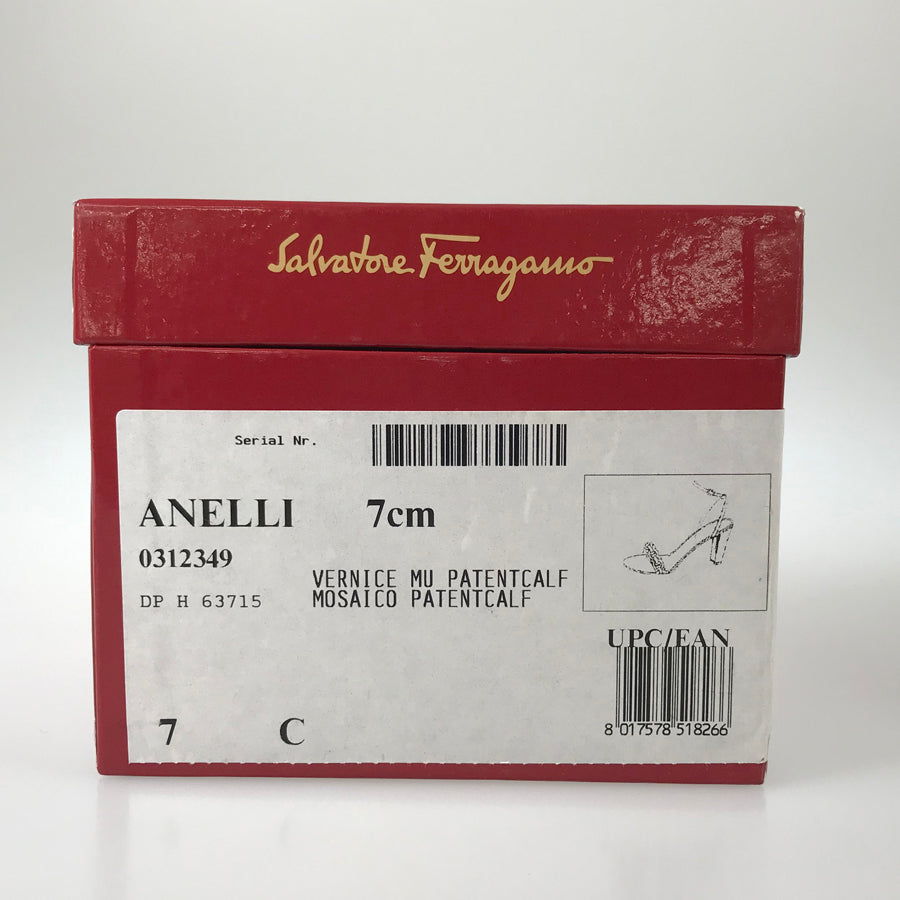 Salvatore Ferragamo
Serial Nr.
ANELLI 7cm
0312349
DP H 63715
VERNICE MU PATENTCALF
MOSAICO PATENTCALF
UPC/EAN
8 017578 518266
7 C